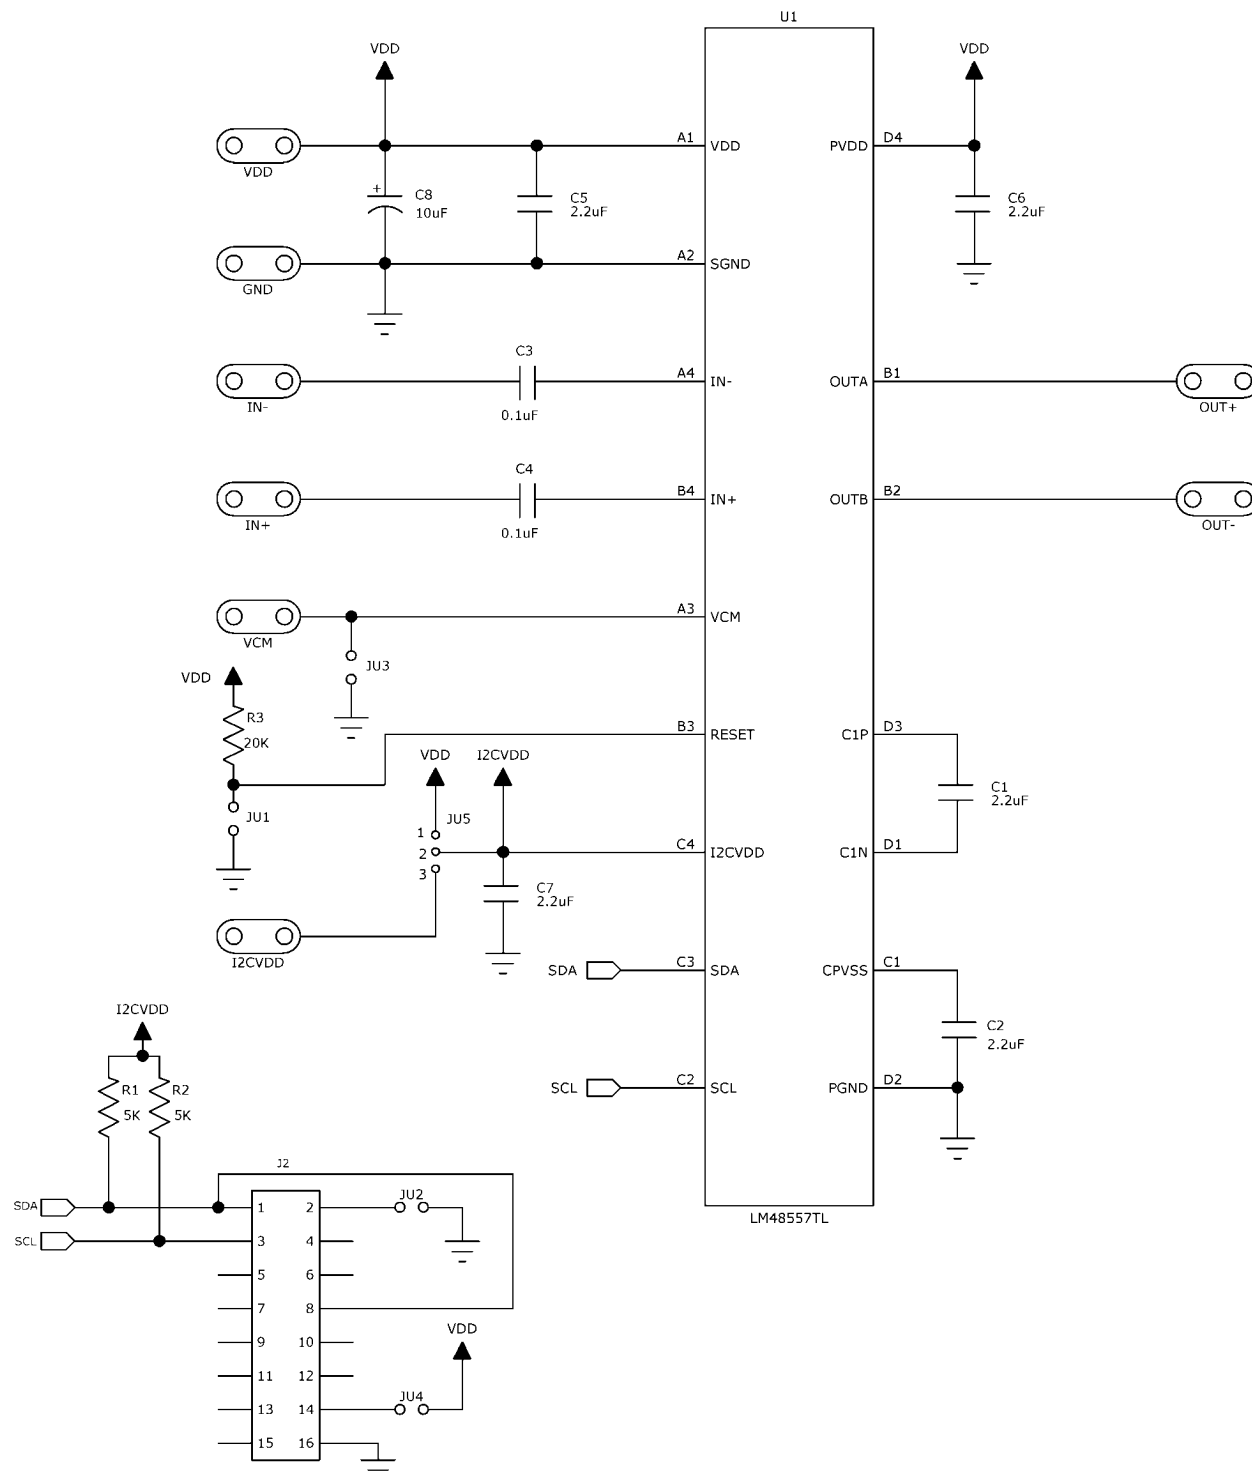 U1
VDD
VDD
A1
VDD
PVDD
D4
VDD
+
C8
10uF
C5
2.2uF
C6
2.2uF
A2
SGND
GND
C3
A4
IN-
OUTA
B1
IN-
0.1uF
OUT+
C4
B4
IN+
OUTB
B2
IN+
0.1uF
OUT-
A3
VCM
VCM
JU3
VDD
R3
20K
B3
RESET
C1P
D3
VDD
I2CVDD
C1
2.2uF
JU1
JU5
1
2
3
C4
I2CVDD
C1N
D1
C7
2.2uF
I2CVDD
SDA
C3
SDA
CPVSS
C1
I2CVDD
C2
2.2uF
R1
5K
R2
5K
SCL
C2
SCL
PGND
D2
J2
JU2
SDA
1
2
LM48557TL
SCL
3
4
5
6
7
8
VDD
9
10
11
12
JU4
13
14
15
16